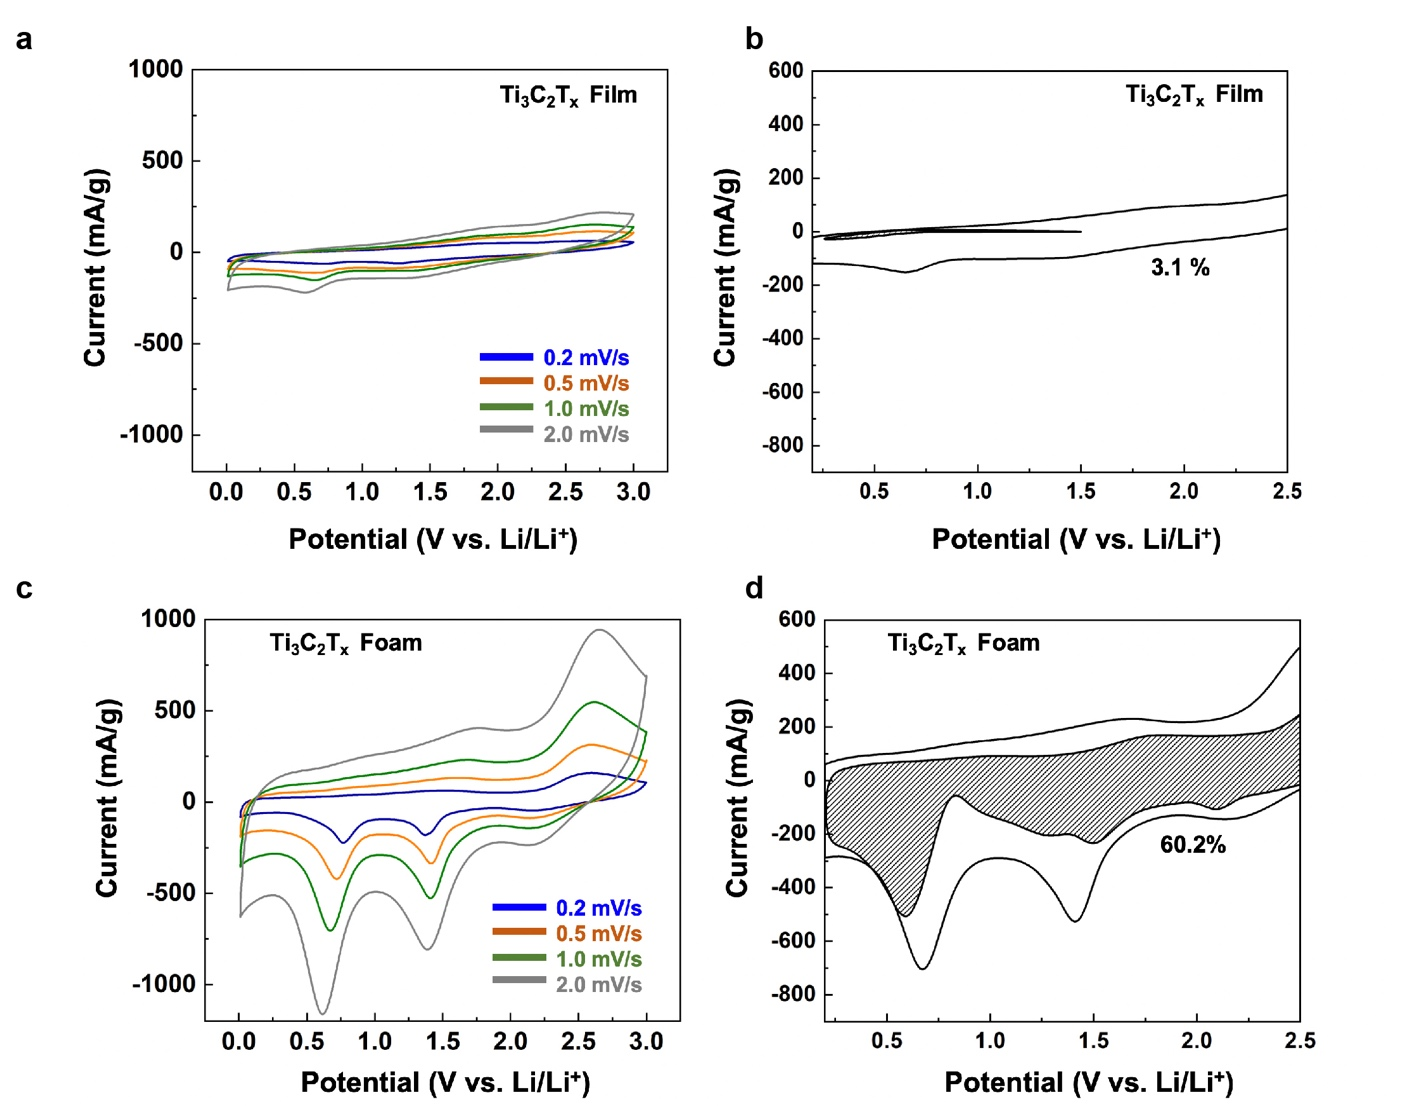 a
1000
500
0
-500
-1000
Current (mA/g)
Ti₃C₂Tₓ Film
0.2 mV/s
0.5 mV/s
1.0 mV/s
2.0 mV/s
0.0 0.5 1.0 1.5 2.0 2.5 3.0
Potential (V vs. Li/Li⁺)
b
600
400
200
0
-200
-400
-600
-800
Current (mA/g)
Ti₃C₂Tₓ Film
3.1 %
0.5 1.0 1.5 2.0 2.5
Potential (V vs. Li/Li⁺)
c
1000
500
0
-500
-1000
Current (mA/g)
Ti₃C₂Tₓ Foam
0.2 mV/s
0.5 mV/s
1.0 mV/s
2.0 mV/s
0.0 0.5 1.0 1.5 2.0 2.5 3.0
Potential (V vs. Li/Li⁺)
d
600
400
200
0
-200
-400
-600
-800
Current (mA/g)
Ti₃C₂Tₓ Foam
60.2%
0.5 1.0 1.5 2.0 2.5
Potential (V vs. Li/Li⁺)